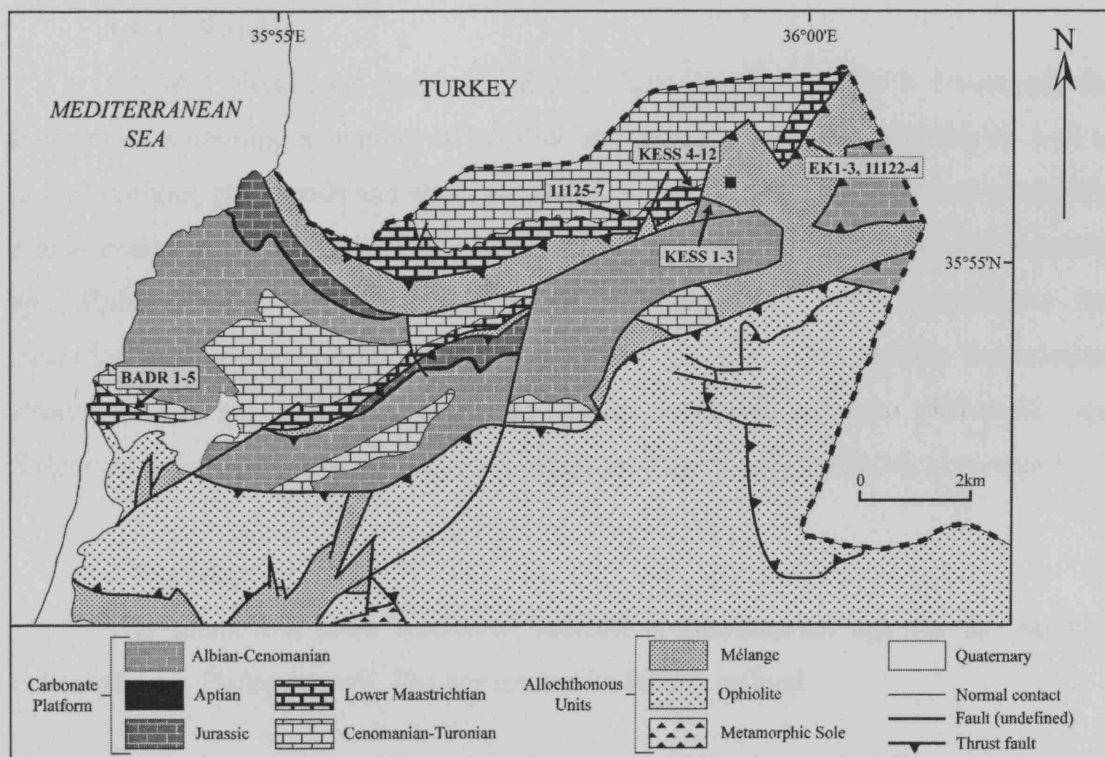 35°55'E
36°00'E
N
MEDITERRANEAN
SEA
TURKEY
KESS 4-12
11125-7
EK1-3, 11122-4
KESS 1-3
35°55'N
BADR 1-5
0
2km
Carbonate
Platform
Albian-Cenomanian
Aptian
Jurassic
Lower Maastrichtian
Cenomanian-Turonian
Allochthonous
Units
Mélange
Ophiolite
Metamorphic Sole
Quaternary
Normal contact
Fault (undefined)
Thrust fault